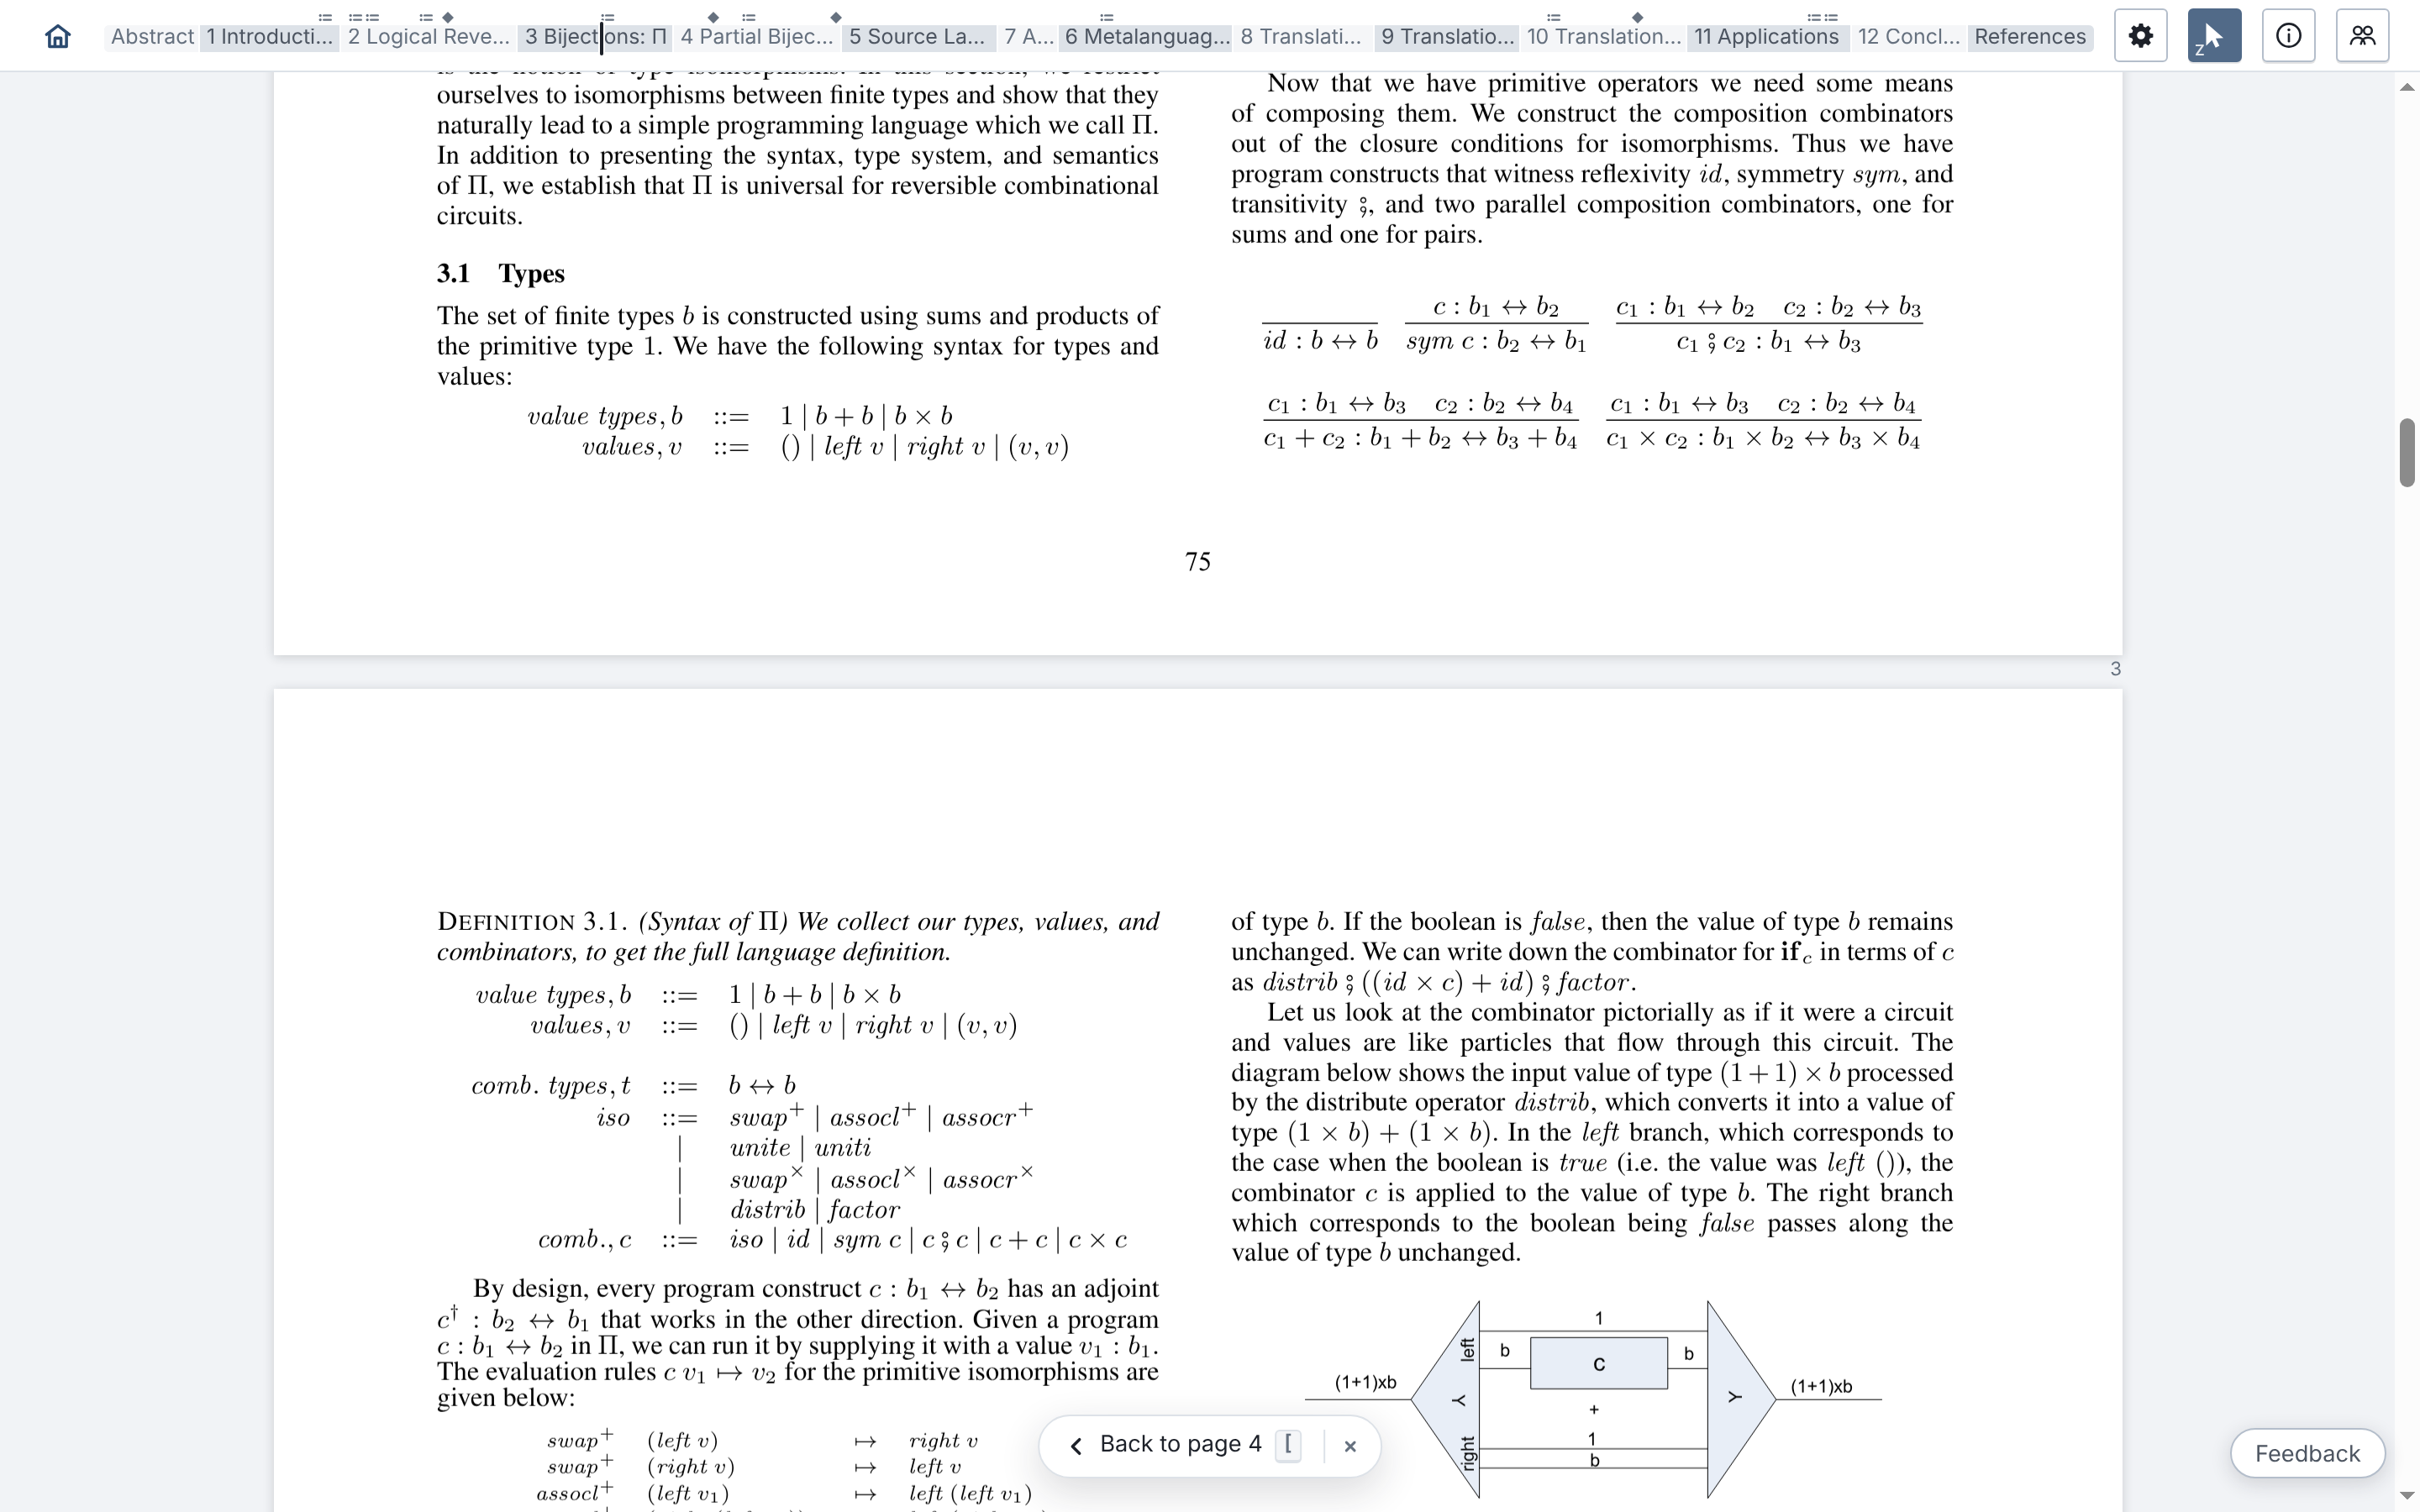 Abstract 1 Introducti... 2 Logical Reve... 3 Bijections: Π 4 Partial Bijec... 5 Source La... 7 A... 6 Metalanguag... 8 Translati... 9 Translatio... 10 Translation... 11 Applications 12 Concl... References
z
is the notion of type isomorphisms. In this section, we restrict
ourselves to isomorphisms between finite types and show that they
naturally lead to a simple programming language which we call Π.
In addition to presenting the syntax, type system, and semantics
of Π, we establish that Π is universal for reversible combinational
circuits.
3.1 Types
The set of finite types b is constructed using sums and products of
the primitive type 1. We have the following syntax for types and
values:
value types, b ::= 1 | b + b | b × b
values, v ::= () | left v | right v | (v, v)
Now that we have primitive operators we need some means
of composing them. We construct the composition combinators
out of the closure conditions for isomorphisms. Thus we have
program constructs that witness reflexivity id, symmetry sym, and
transitivity ⨟, and two parallel composition combinators, one for
sums and one for pairs.
c : b₁ ↔ b₂ c₁ : b₁ ↔ b₂ c₂ : b₂ ↔ b₃
id : b ↔ b sym c : b₂ ↔ b₁ c₁ ⨟ c₂ : b₁ ↔ b₃
c₁ : b₁ ↔ b₃ c₂ : b₂ ↔ b₄ c₁ : b₁ ↔ b₃ c₂ : b₂ ↔ b₄
c₁ + c₂ : b₁ + b₂ ↔ b₃ + b₄ c₁ × c₂ : b₁ × b₂ ↔ b₃ × b₄
75
3
DEFINITION 3.1. (Syntax of Π) We collect our types, values, and
combinators, to get the full language definition.
value types, b ::= 1 | b + b | b × b
values, v ::= () | left v | right v | (v, v)
comb. types, t ::= b ↔ b
iso ::= swap⁺ | assocl⁺ | assocr⁺
| unite | uniti
| swap× | assocl× | assocr×
| distrib | factor
comb., c ::= iso | id | sym c | c ⨟ c | c + c | c × c
By design, every program construct c : b₁ ↔ b₂ has an adjoint
c† : b₂ ↔ b₁ that works in the other direction. Given a program
c : b₁ ↔ b₂ in Π, we can run it by supplying it with a value v₁ : b₁.
The evaluation rules c v₁ ↦ v₂ for the primitive isomorphisms are
given below:
swap⁺ (left v) ↦ right v
swap⁺ (right v) ↦ left v
assocl⁺ (left v₁) ↦ left (left v₁)
of type b. If the boolean is false, then the value of type b remains
unchanged. We can write down the combinator for if c in terms of c
as distrib ⨟ ((id × c) + id) ⨟ factor.
Let us look at the combinator pictorially as if it were a circuit
and values are like particles that flow through this circuit. The
diagram below shows the input value of type (1 + 1) × b processed
by the distribute operator distrib, which converts it into a value of
type (1 × b) + (1 × b). In the left branch, which corresponds to
the case when the boolean is true (i.e. the value was left ()), the
combinator c is applied to the value of type b. The right branch
which corresponds to the boolean being false passes along the
value of type b unchanged.
1
left b c b
(1+1)xb Y Y (1+1)xb
+
right 1
b
Back to page 4 [ ×
Feedback